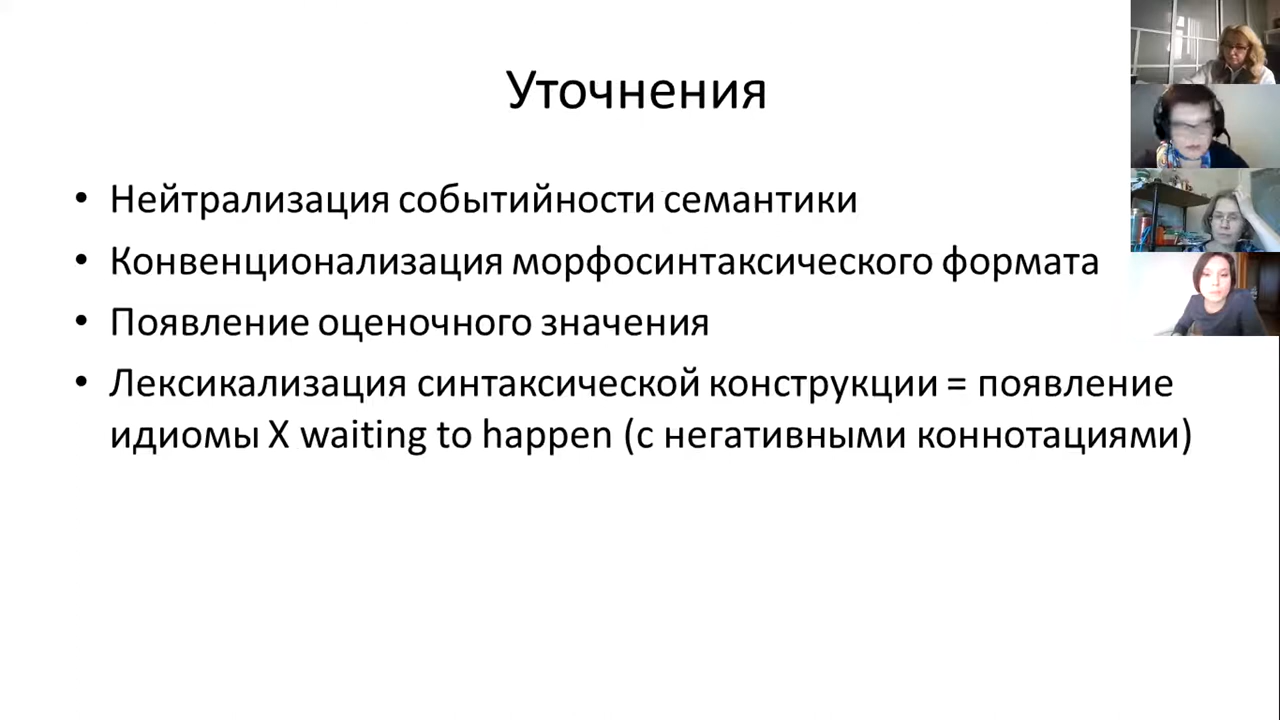 Уточнения
• Нейтрализация событийности семантики
• Конвенционализация морфосинтаксического формата
• Появление оценочного значения
• Лексикализация синтаксической конструкции = появление
идиомы X waiting to happen (с негативными коннотациями)